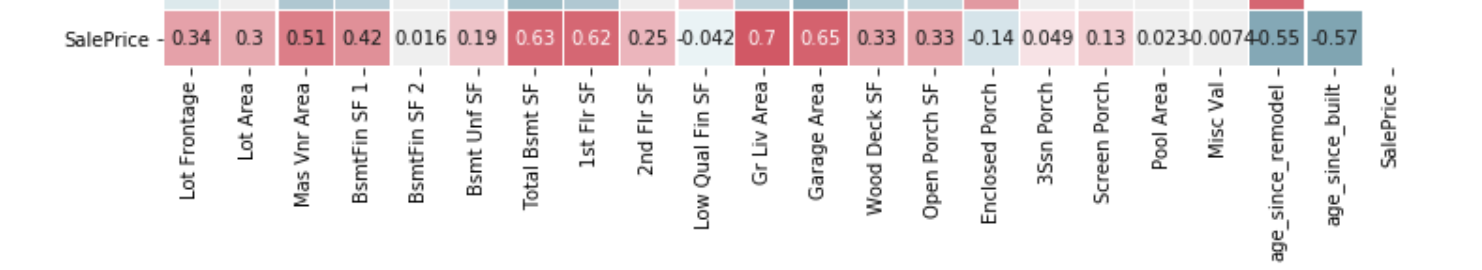 SalePrice - 0.34 0.3 0.51 0.42 0.016 0.19 0.63 0.62 0.25 -0.042 0.7 0.65 0.33 0.33 -0.14 0.049 0.13 0.023 -0.0074 -0.55 -0.57
Lot Frontage
Lot Area
Mas Vnr Area
BsmtFin SF 1
BsmtFin SF 2
Bsmt Unf SF
Total Bsmt SF
1st Flr SF
2nd Flr SF
Low Qual Fin SF
Gr Liv Area
Garage Area
Wood Deck SF
Open Porch SF
Enclosed Porch
3Ssn Porch
Screen Porch
Pool Area
Misc Val
age_since_remodel
age_since_built
SalePrice